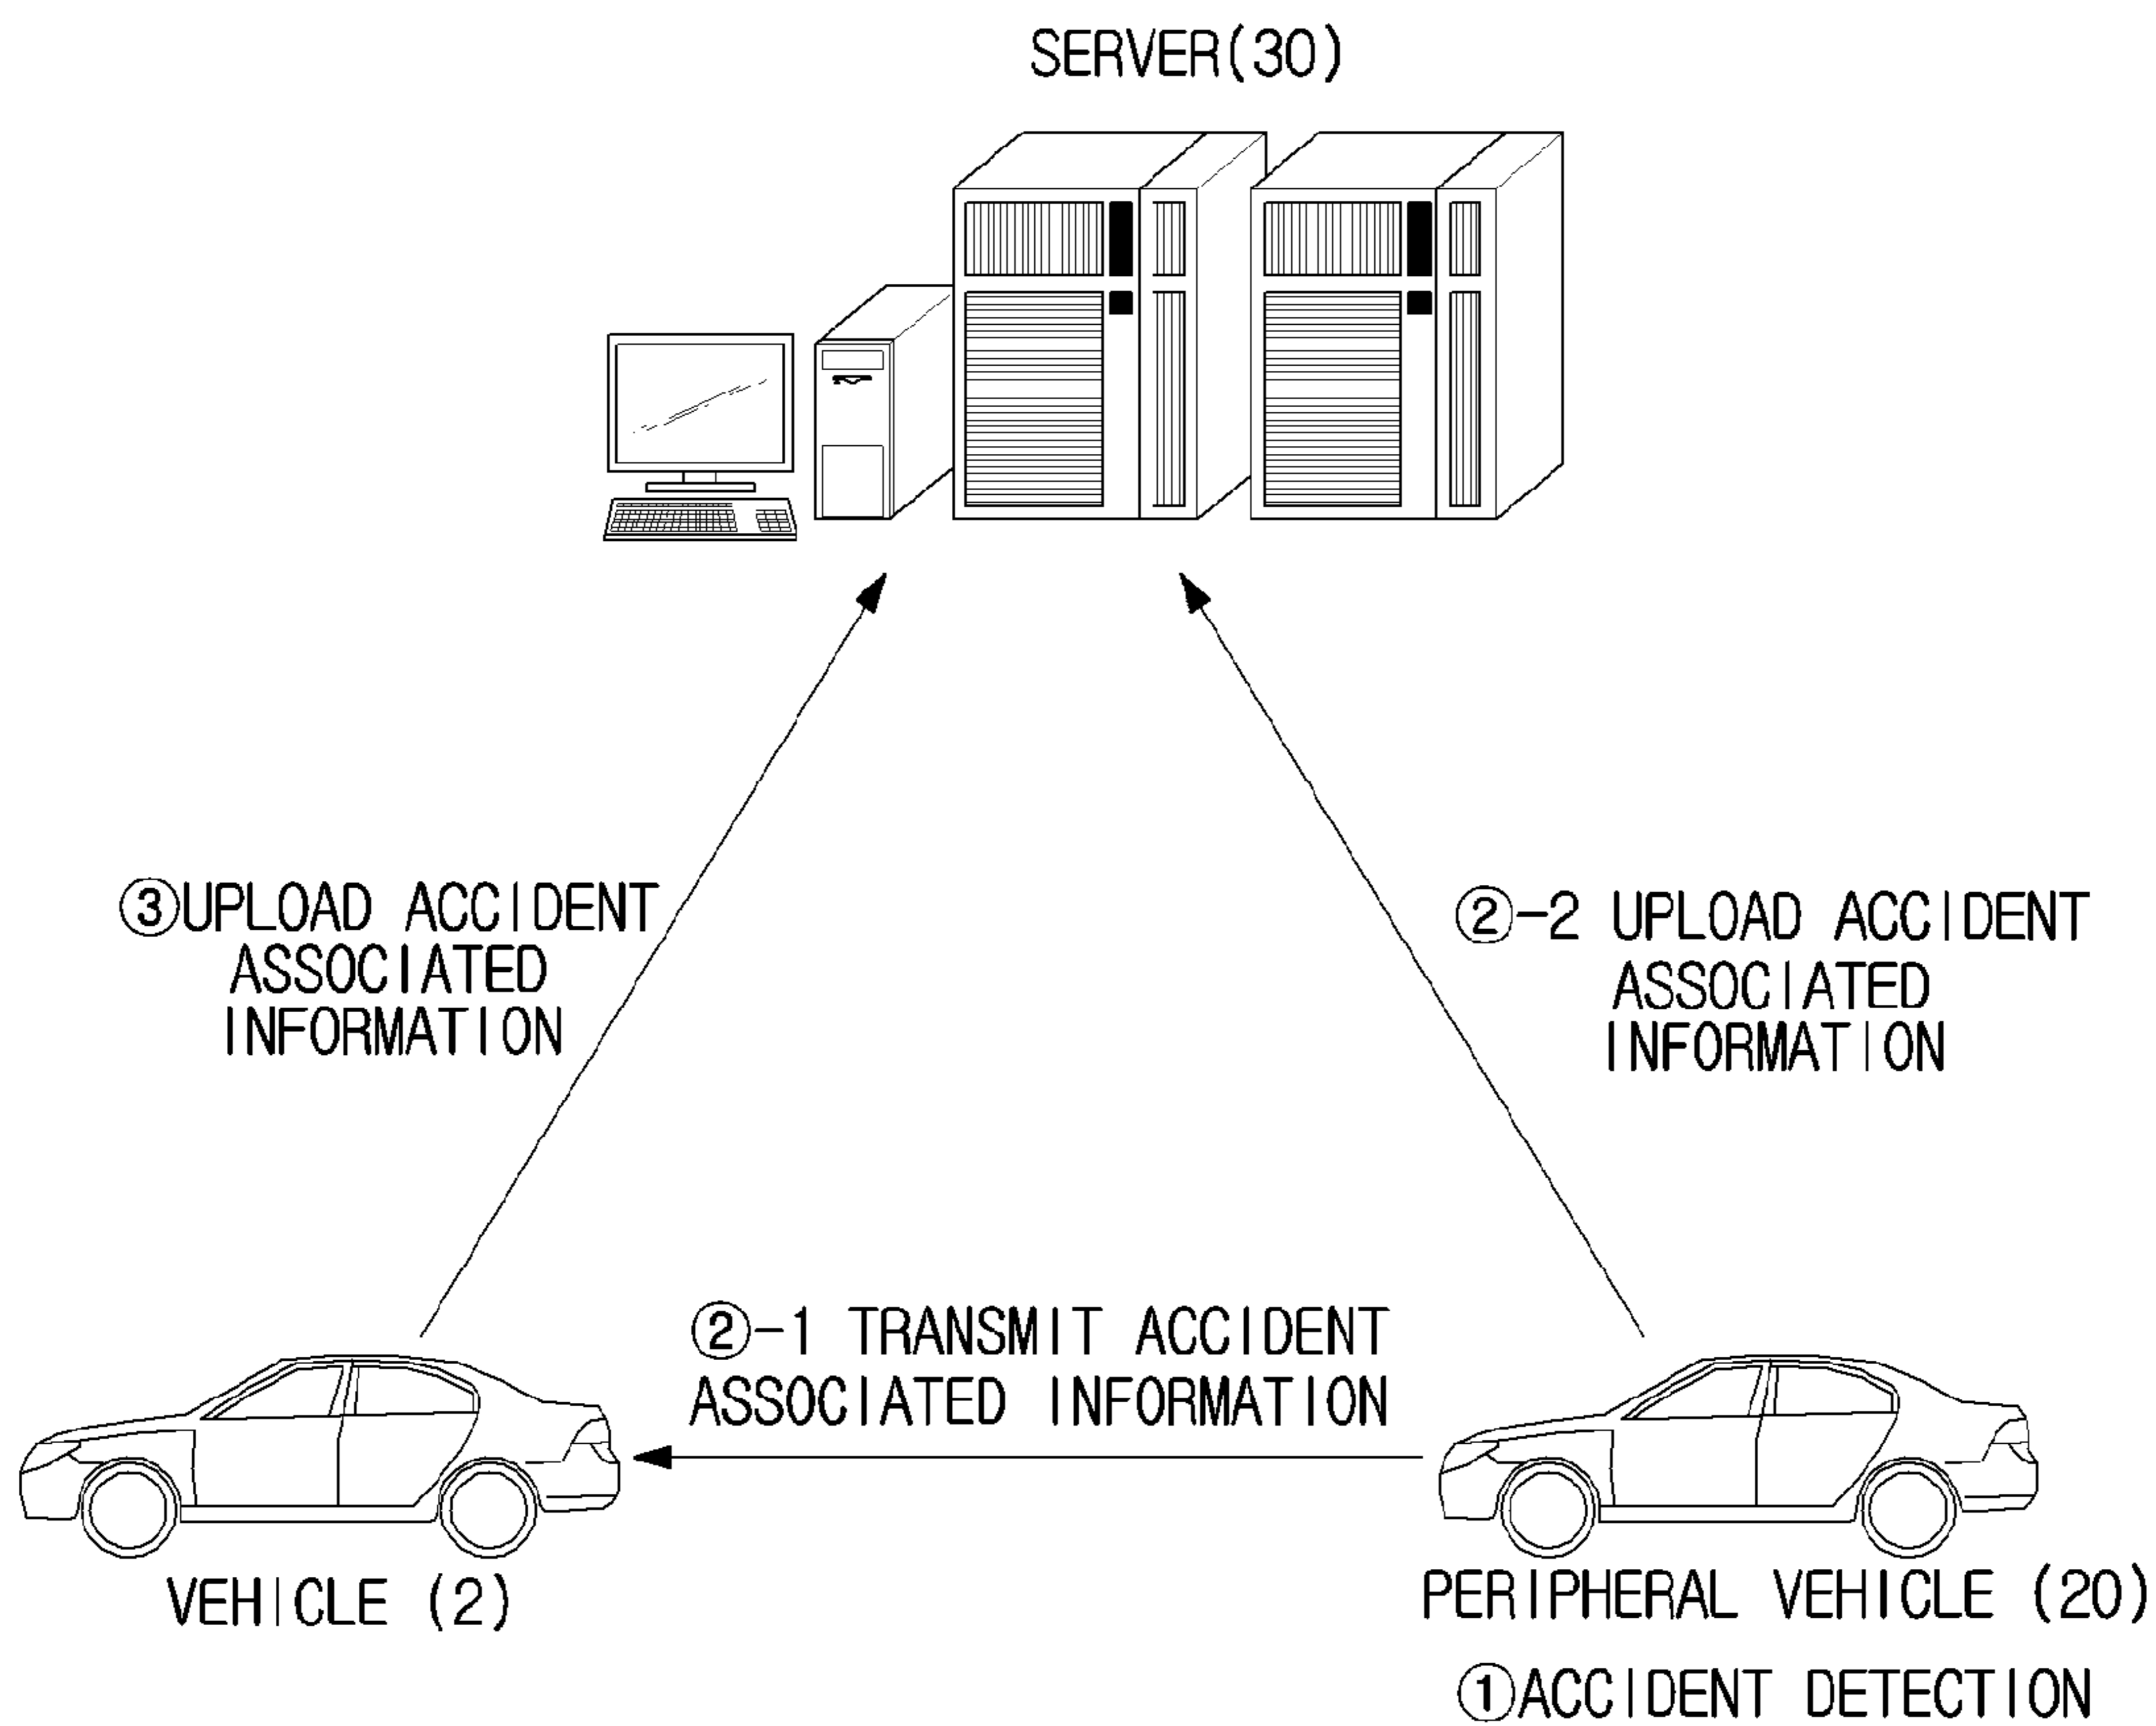 SERVER(30)
③UPLOAD ACCIDENT
ASSOCIATED
INFORMATION
②-2 UPLOAD ACCIDENT
ASSOCIATED
INFORMATION
②-1 TRANSMIT ACCIDENT
ASSOCIATED INFORMATION
VEHICLE (2)
PERIPHERAL VEHICLE (20)
①ACCIDENT DETECTION